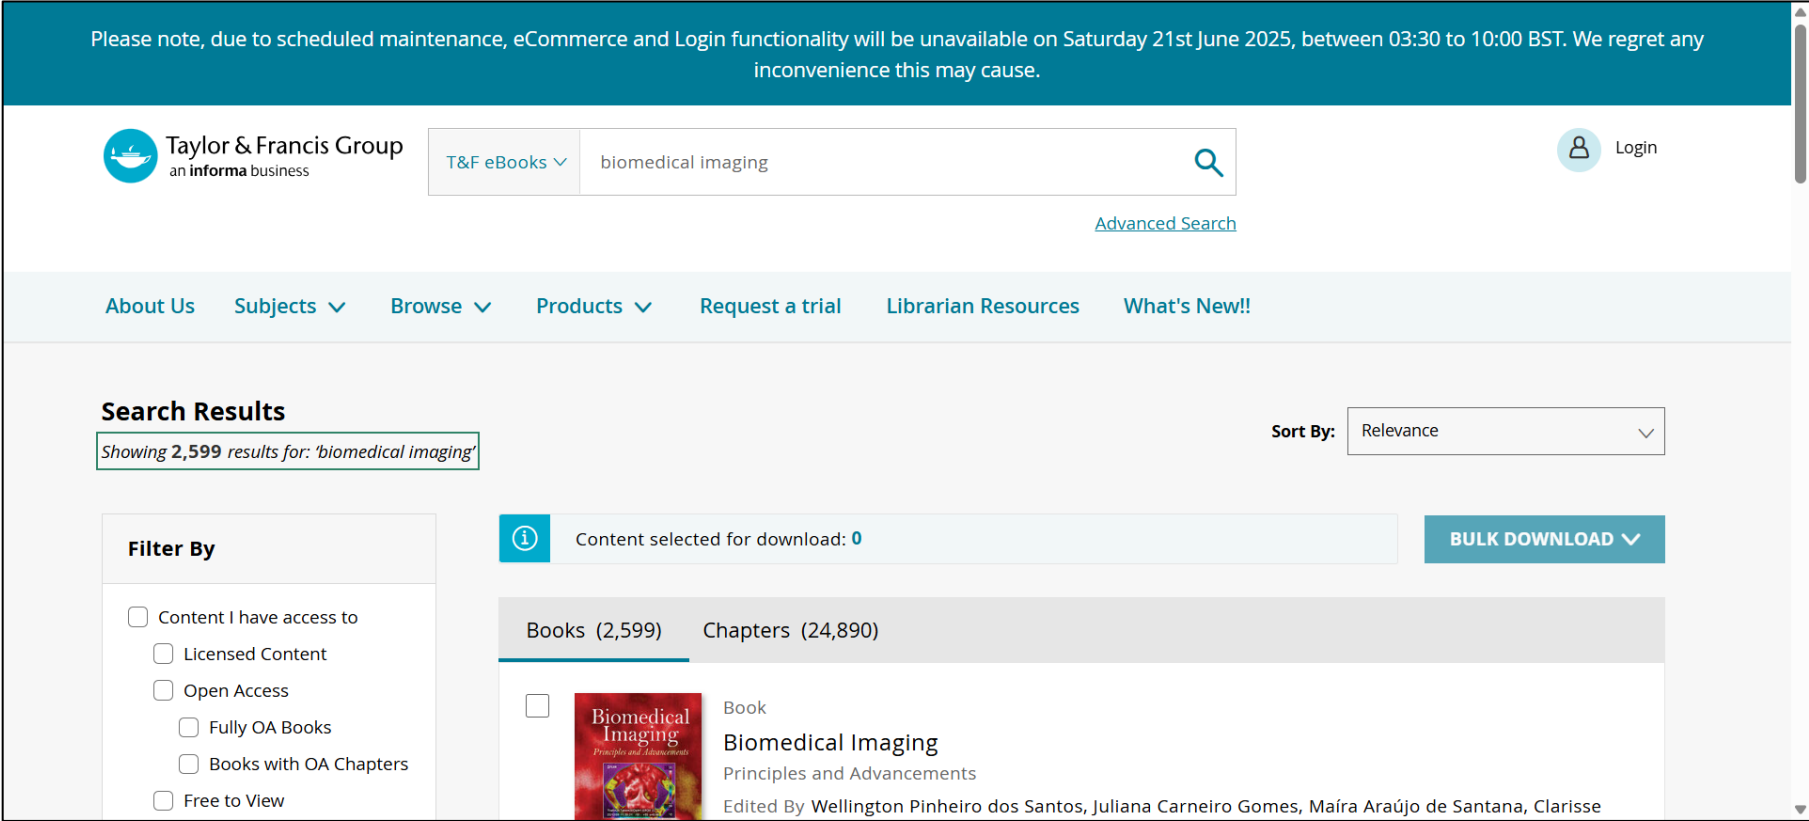 Please note, due to scheduled maintenance, eCommerce and Login functionality will be unavailable on Saturday 21st June 2025, between 03:30 to 10:00 BST. We regret any
inconvenience this may cause.
Taylor & Francis Group
an informa business
T&F eBooks
biomedical imaging
Login
Advanced Search
About Us
Subjects
Browse
Products
Request a trial
Librarian Resources
What's New!!
Search Results
Showing 2,599 results for: ‘biomedical imaging’
Sort By:
Relevance
Filter By
Content I have access to
Licensed Content
Open Access
Fully OA Books
Books with OA Chapters
Free to View
Content selected for download: 0
BULK DOWNLOAD
Books (2,599)
Chapters (24,890)
Biomedical
Imaging
Principles and Advancements
Book
Biomedical Imaging
Principles and Advancements
Edited By Wellington Pinheiro dos Santos, Juliana Carneiro Gomes, Maíra Araújo de Santana, Clarisse